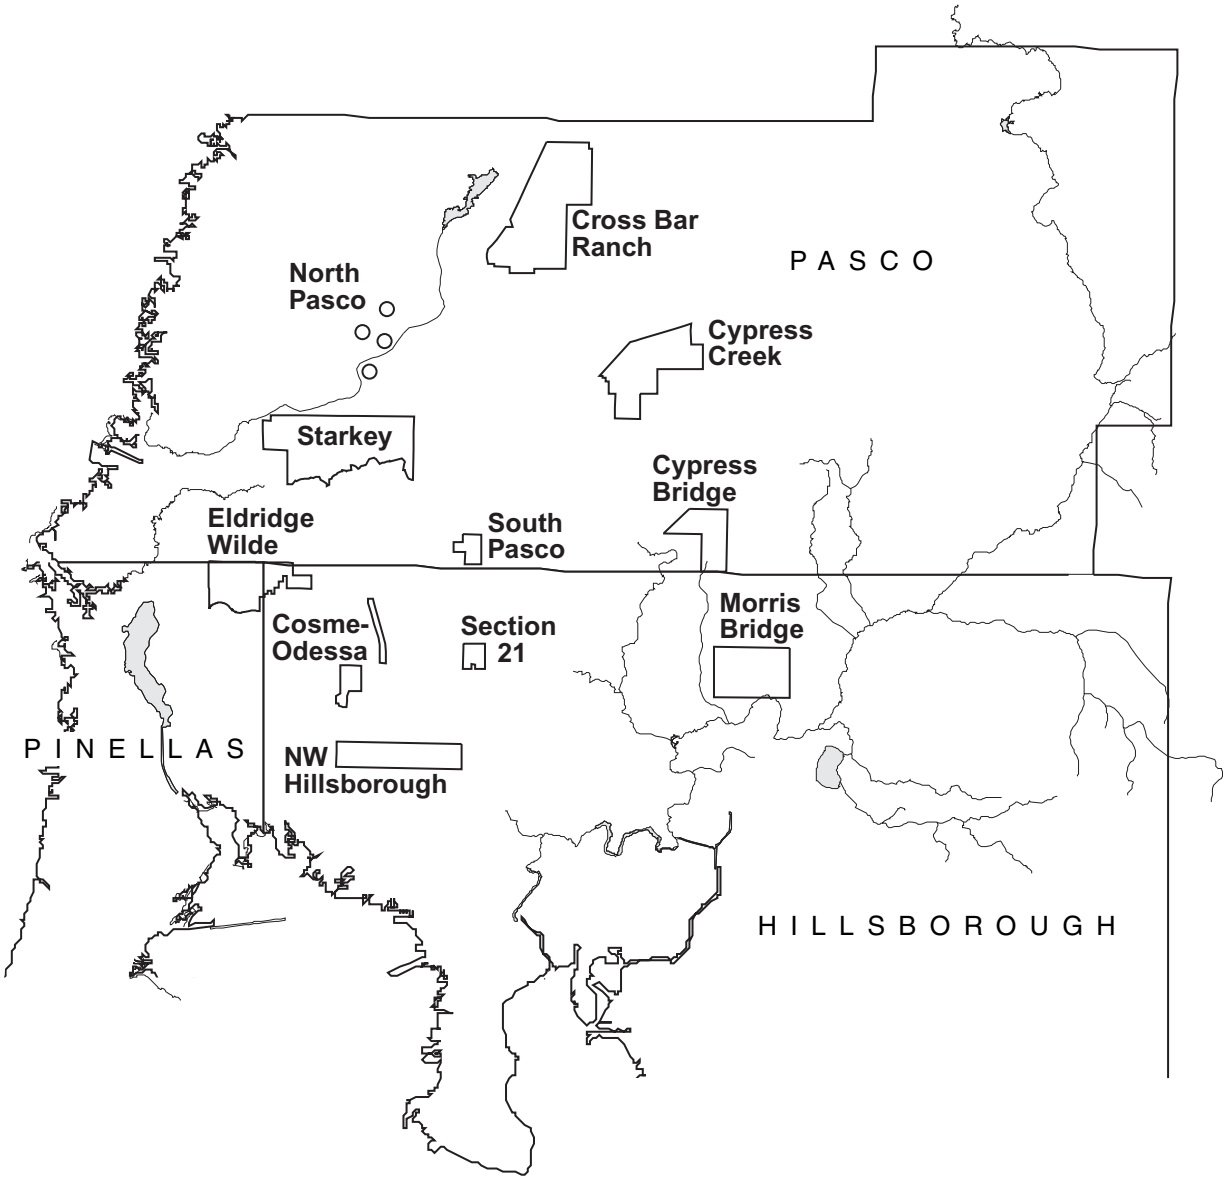 Cross Bar
Ranch
PASCO
North
Pasco
Cypress
Creek
Starkey
Cypress
Bridge
Eldridge
Wilde
South
Pasco
Morris
Bridge
Cosme-
Odessa
Section
21
PINELLAS
NW
Hillsborough
HILLSBOROUGH